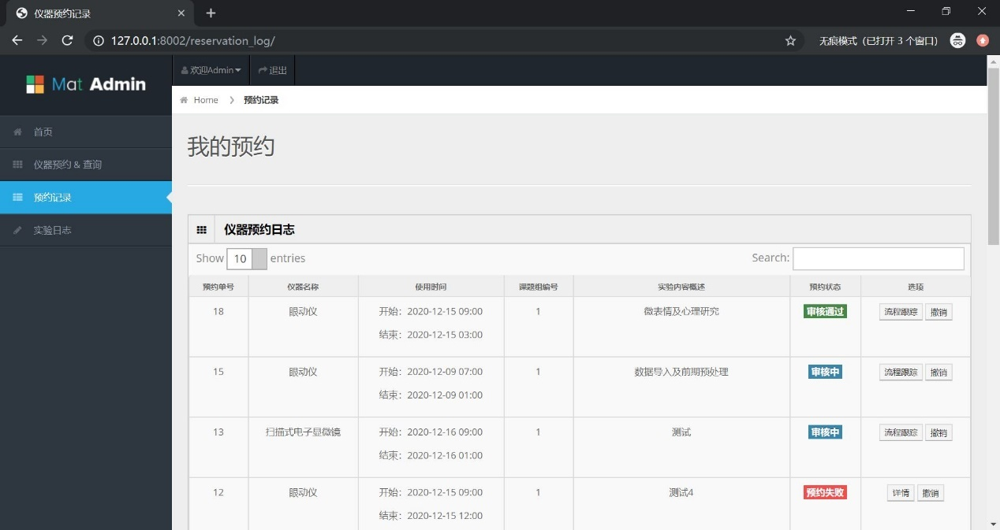 仪器预约记录
127.0.0.1:8002/reservation_log/
无痕模式（已打开 3 个窗口）
Mat Admin
欢迎Admin 退出
Home 预约记录
首页
仪器预约 & 查询
预约记录
实验日志
我的预约
仪器预约日志
Show 10 entries Search:
预约单号 仪器名称 使用时间 课题组编号 实验内容概述 预约状态 选项
18 眼动仪 开始：2020-12-15 09:00 1 微表情及心理研究 审核通过 流程跟踪 撤销
结束：2020-12-15 03:00
15 眼动仪 开始：2020-12-09 07:00 1 数据导入及前期预处理 审核中 流程跟踪 撤销
结束：2020-12-09 01:00
13 扫描式电子显微镜 开始：2020-12-16 09:00 1 测试 审核中 流程跟踪 撤销
结束：2020-12-16 01:00
12 眼动仪 开始：2020-12-15 09:00 1 测试4 预约失败 详情 撤销
结束：2020-12-15 12:00